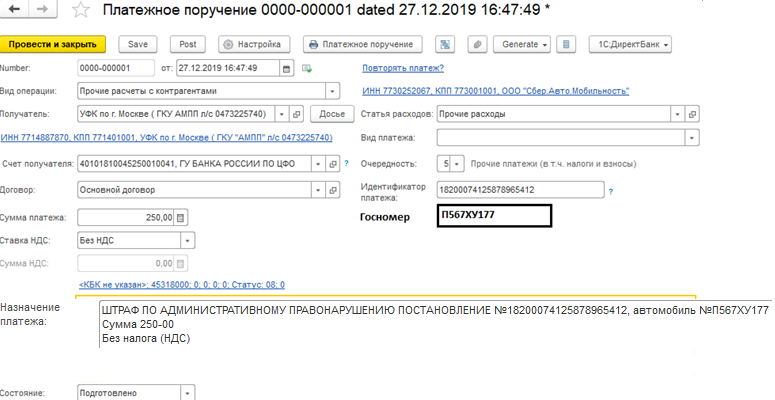 Платежное поручение 0000-000001 dated 27.12.2019 16:47:49 *
Провести и закрыть Save Post Настройка Платежное поручение Generate 1С:ДиректБанк
Number: 0000-000001 от: 27.12.2019 16:47:49 Повторять платеж?
Вид операции: Прочие расчеты с контрагентами ИНН 7730252067, КПП 773001001, ООО "Сбер.Авто.Мобильность"
Получатель: УФК по г. Москве ( ГКУ АМПП л/с 0473225740) Досье Статья расходов: Прочие расходы
ИНН 7714887870, КПП 771401001, УФК по г. Москве ( ГКУ "АМПП" л/с 0473225740) Вид платежа:
Счет получателя: 40101810045250010041, ГУ БАНКА РОССИИ ПО ЦФО ? Очередность: 5 Прочие платежи (в т.ч. налоги и взносы)
Договор: Основной договор Идентификатор платежа: 18200074125878965412 ?
Сумма платежа: 250,00 Госномер П567ХУ177
Ставка НДС: Без НДС
Сумма НДС: 0,00
<КБК не указан>; 45318000; 0; 0; 0; 0; Статус: 08; 0
Назначение платежа: ШТРАФ ПО АДМИНИСТРАТИВНОМУ ПРАВОНАРУШЕНИЮ ПОСТАНОВЛЕНИЕ №18200074125878965412, автомобиль №П567ХУ177
Сумма 250-00
Без налога (НДС)
Состояние: Подготовлено